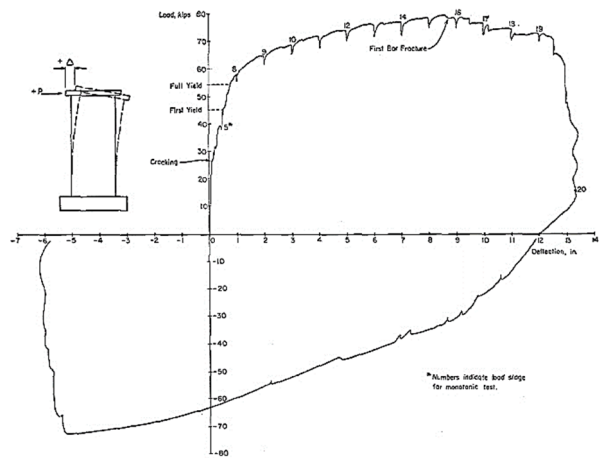 Load, kips
80
70
60
50
40
30
20
10
Full Yield
First Yield
Cracking
5*
8
9
10
12
14
16
17
18
19
20
First Bar Fracture
+ Δ
+P
-7 -6 -5 -4 -3 -2 -1 0 1 2 3 4 5 6 7 8 9 10 11 12 13 14
Deflection, in.
-10
-20
-30
-40
-50
-60
-70
-80
*Numbers indicate load stage
for monotonic test.